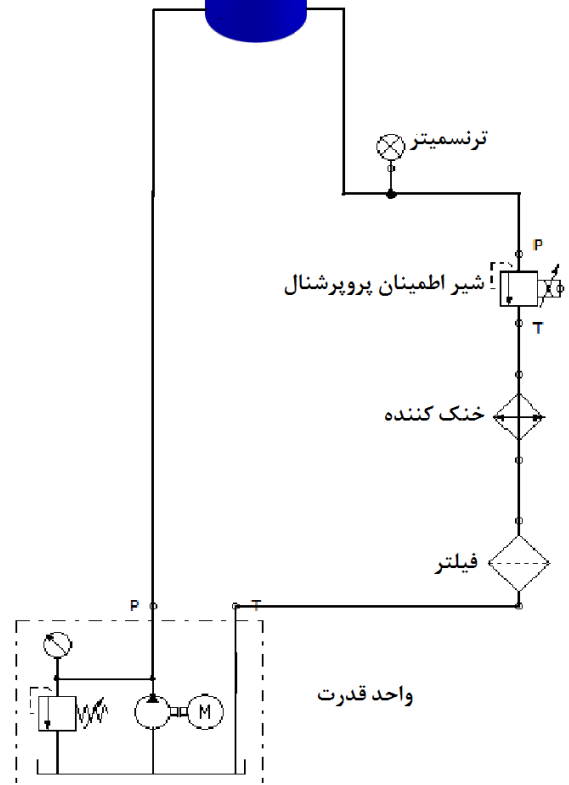 ترنسمیتر
P
شیر اطمینان پروپرشنال
T
خنک کننده
فیلتر
P
T
واحد قدرت
M